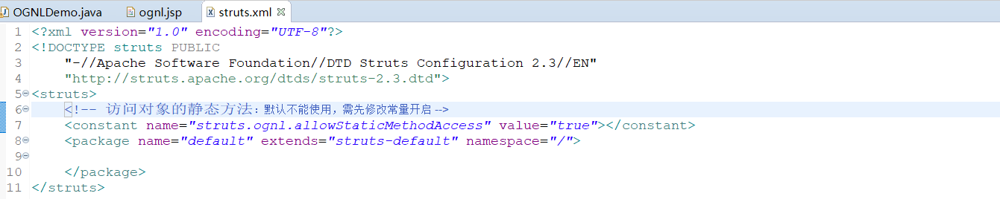 OGNLDemo.java ognl.jsp struts.xml
1 <?xml version="1.0" encoding="UTF-8"?>
2 <!DOCTYPE struts PUBLIC
3 "-//Apache Software Foundation//DTD Struts Configuration 2.3//EN"
4 "http://struts.apache.org/dtds/struts-2.3.dtd">
5 <struts>
6 <!-- 访问对象的静态方法：默认不能使用，需先修改常量开启 -->
7 <constant name="struts.ognl.allowStaticMethodAccess" value="true"></constant>
8 <package name="default" extends="struts-default" namespace="/">
9
10 </package>
11 </struts>